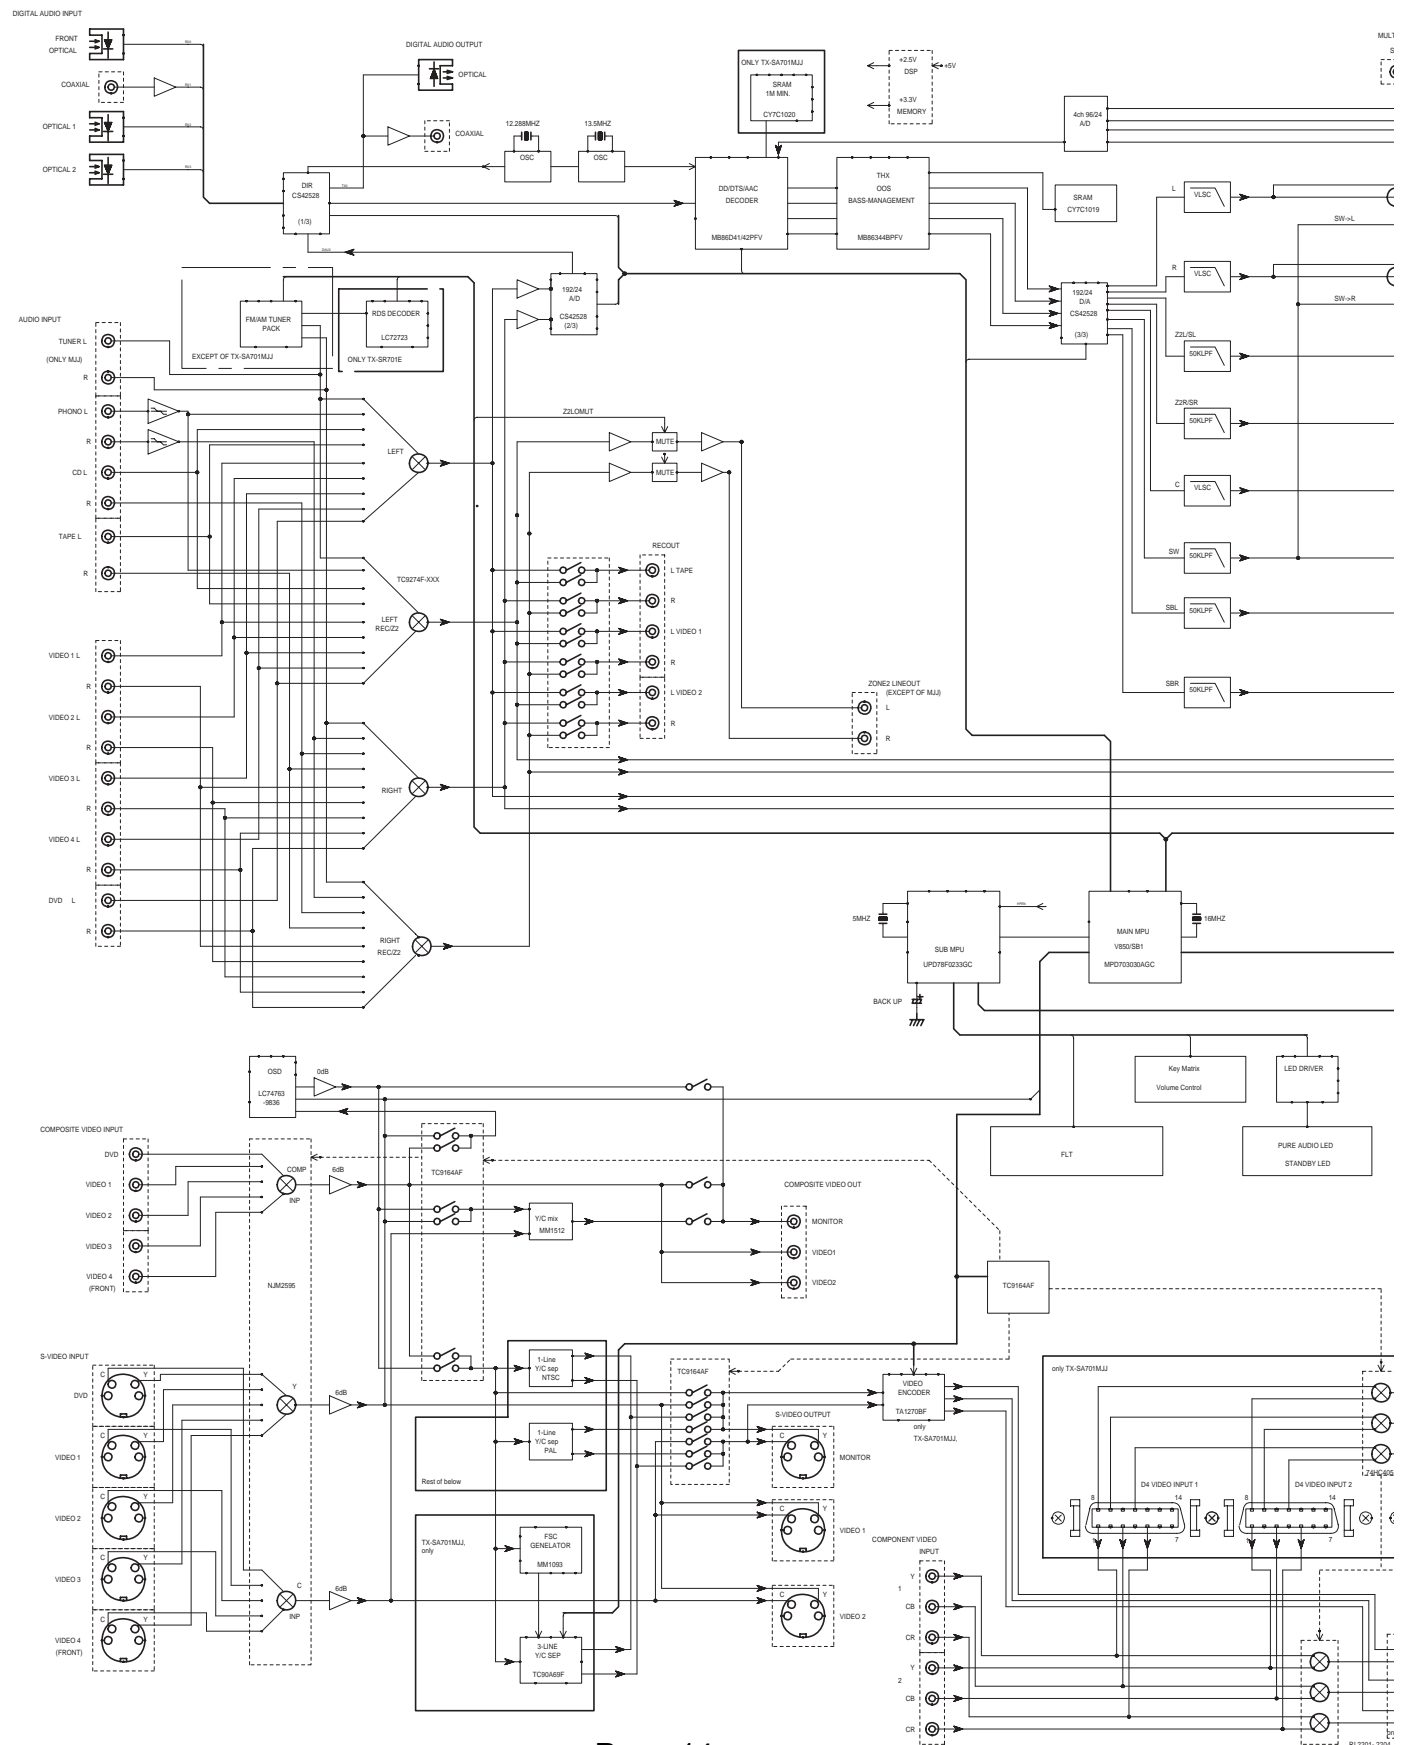 DIGITAL AUDIO INPUT
FRONT
OPTICAL
COAXIAL
OPTICAL 1
OPTICAL 2
DIGITAL AUDIO OUTPUT
OPTICAL
COAXIAL
12.288MHZ
OSC
13.5MHZ
OSC
DIR
CS42528
(1/3)
ONLY TX-SA701MJJ
SRAM
1M MIN.
CY7C1020
+2.5V
DSP
+5V
+3.3V
MEMORY
4ch 96/24
A/D
DD/DTS/AAC
DECODER
MB86D41/42PFV
THX
OOS
BASS-MANAGEMENT
MB86344BPFV
SRAM
CY7C1019
L
VLSC
SW->L
R
VLSC
SW->R
192/24
A/D
CS42528
(2/3)
192/24
D/A
CS42528
(3/3)
Z2L/SL
50KLPF
Z2R/SR
50KLPF
C
VLSC
SW
50KLPF
SBL
50KLPF
SBR
50KLPF
FM/AM TUNER
PACK
EXCEPT OF TX-SA701MJJ
RDS DECODER
LC72723
ONLY TX-SR701E
AUDIO INPUT
TUNER L
(ONLY MJJ)
R
PHONO L
R
CD L
R
TAPE L
R
VIDEO 1 L
R
VIDEO 2 L
R
VIDEO 3 L
R
VIDEO 4 L
R
DVD L
R
LEFT
TC9274F-XXX
LEFT
REC/Z2
RIGHT
RIGHT
REC/Z2
Z2LOMUT
MUTE
MUTE
RECOUT
L TAPE
R
L VIDEO 1
R
L VIDEO 2
R
ZONE2 LINEOUT
(EXCEPT OF MJJ)
L
R
5MHZ
SUB MPU
UPD78F0233GC
BACK UP
MAIN MPU
V850/SB1
MPD703030AGC
16MHZ
Key Matrix
Volume Control
LED DRIVER
FLT
PURE AUDIO LED
STANDBY LED
OSD
LC74763
-9836
0dB
COMPOSITE VIDEO INPUT
DVD
VIDEO 1
VIDEO 2
VIDEO 3
VIDEO 4
(FRONT)
COMP
INP
6dB
NJM2595
TC9164AF
Y/C mix
MM1512
COMPOSITE VIDEO OUT
MONITOR
VIDEO1
VIDEO2
TC9164AF
S-VIDEO INPUT
C Y
DVD
C Y
VIDEO 1
C Y
VIDEO 2
C Y
VIDEO 3
C Y
VIDEO 4
(FRONT)
Y
6dB
C
INP
6dB
1-Line
Y/C sep
NTSC
1-Line
Y/C sep
PAL
Rest of below
TX-SA701MJJ,
only
FSC
GENELATOR
MM1093
3-LINE
Y/C SEP
TC90A69F
TC9164AF
VIDEO
ENCODER
TA1270BF
only
TX-SA701MJJ,
S-VIDEO OUTPUT
C Y
MONITOR
C Y
VIDEO 1
C Y
VIDEO 2
only TX-SA701MJJ
D4 VIDEO INPUT 1
8 14
7
D4 VIDEO INPUT 2
8 14
7
COMPONENT VIDEO
INPUT
Y
1
CB
CR
Y
2
CB
CR